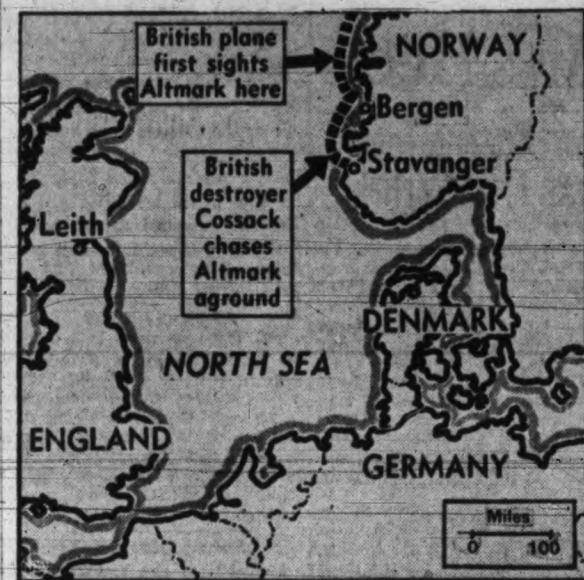 British plane
first sights
Altmark here
NORWAY
Bergen
Stavanger
British
destroyer
Cossack
chases
Altmark
aground
Leith
DENMARK
NORTH SEA
ENGLAND
GERMANY
Miles
0 100